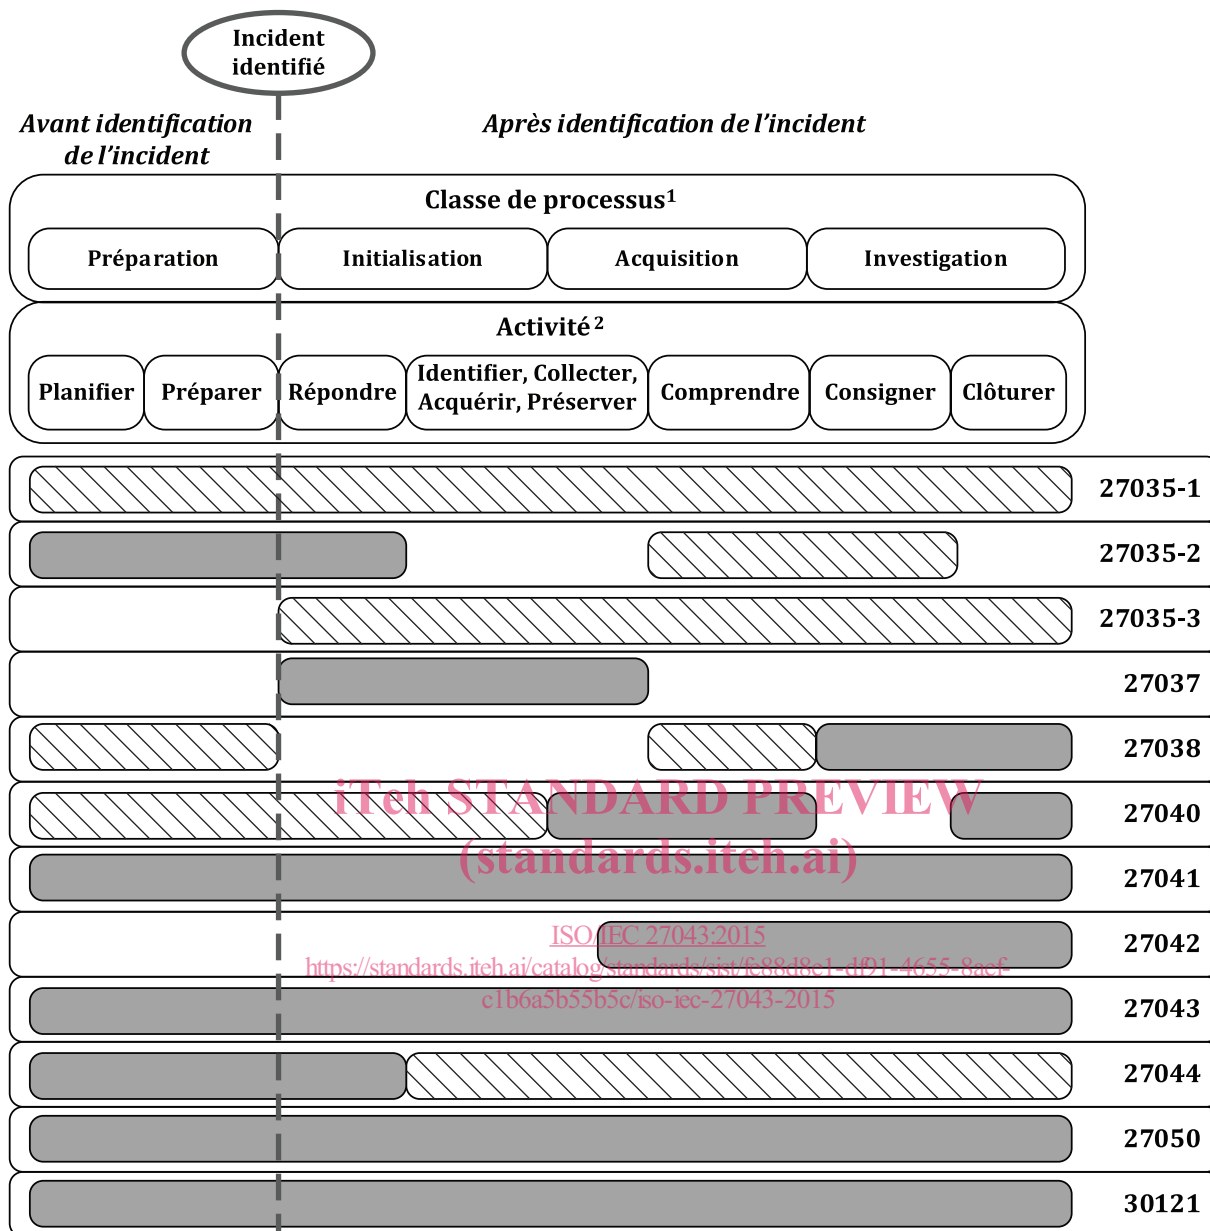 Incident
identifié
Avant identification
de l’incident
Après identification de l’incident
Classe de processus1
Préparation
Initialisation
Acquisition
Investigation
Activité 2
Planifier
Préparer
Répondre
Identifier, Collecter,
Acquérir, Préserver
Comprendre
Consigner
Clôturer
27035-1
27035-2
27035-3
27037
27038
iTeh STANDARD PREVIEW
27040
(standards.iteh.ai)
27041
ISO/IEC 27043:2015
27042
https://standards.iteh.ai/catalog/standards/sist/fe88d8e1-df91-4655-8aef-
c1b6a5b55b5c/iso-iec-27043-2015
27043
27044
27050
30121